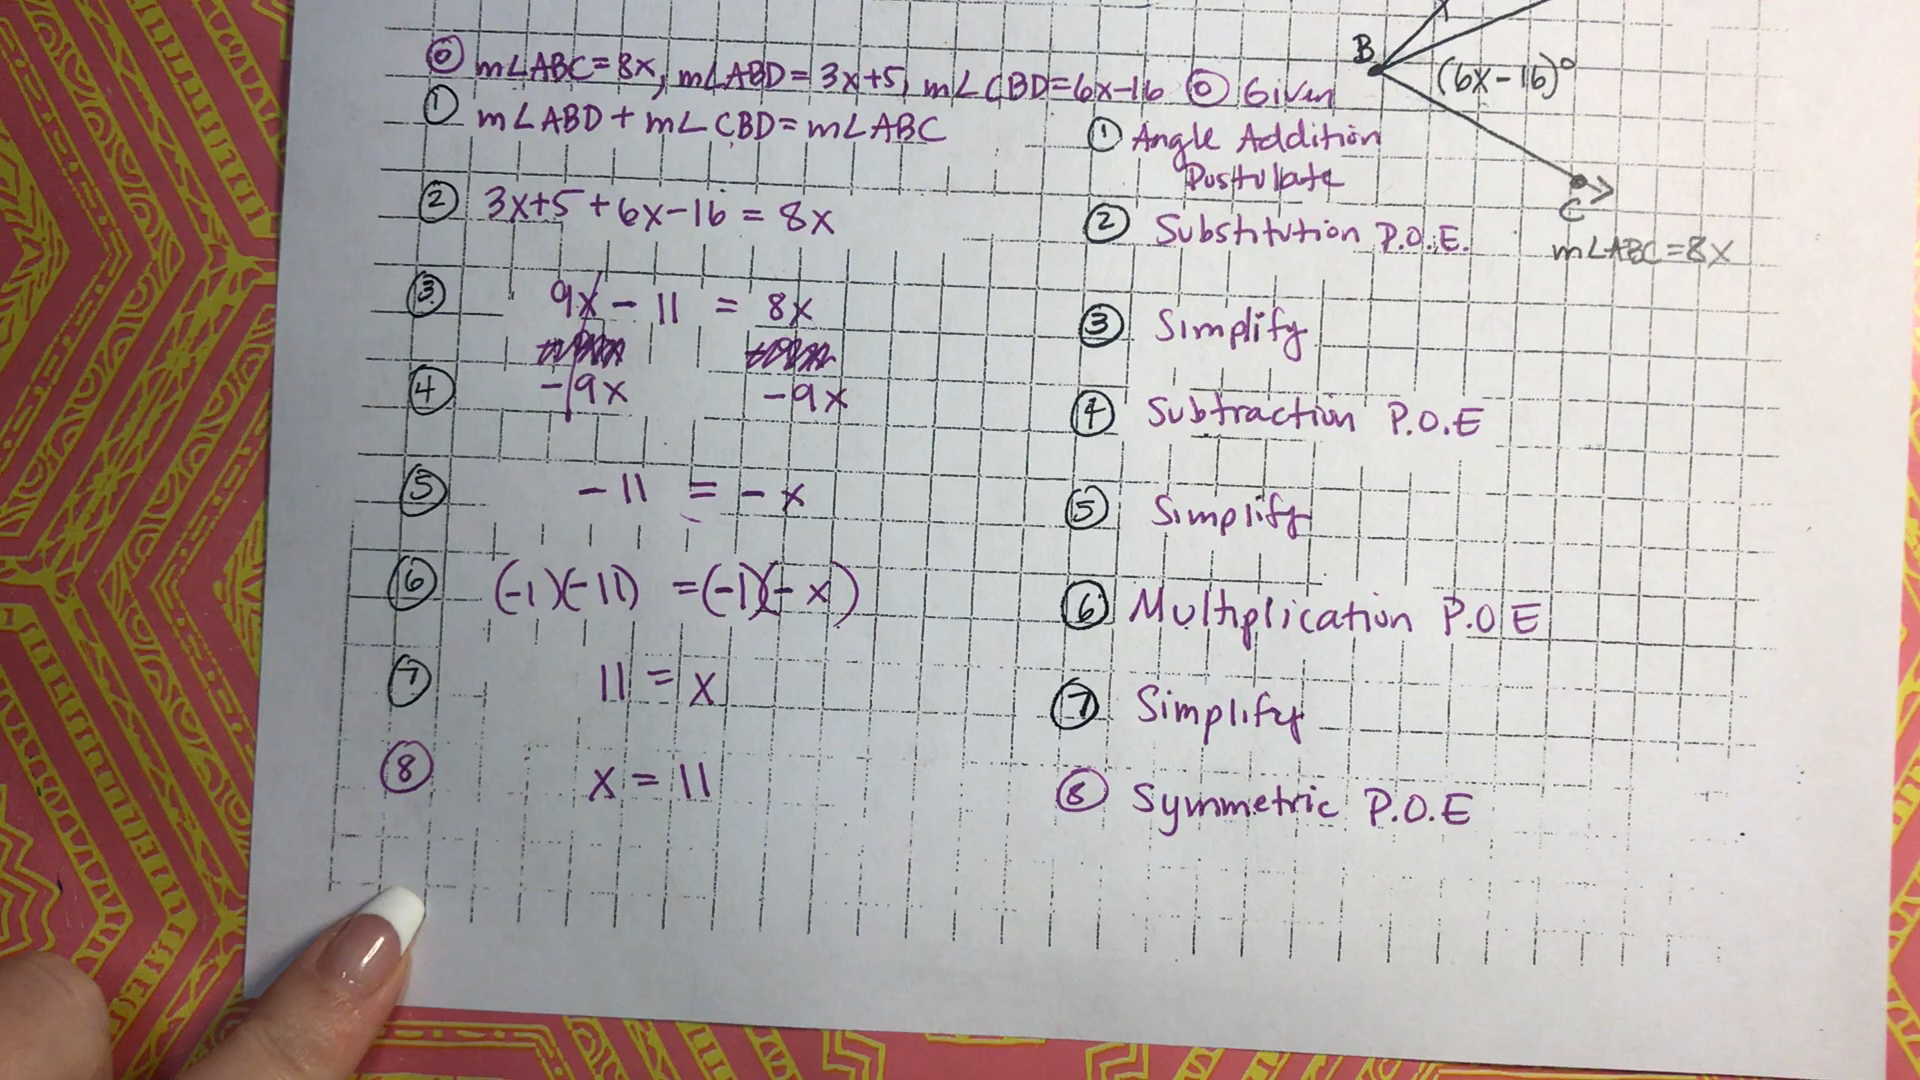 ⓪ m∠ABC=8x, m∠ABD=3x+5, m∠CBD=6x-16 ⓪ Given
① m∠ABD + m∠CBD = m∠ABC
① Angle Addition
Postulate
② 3x+5+6x-16 = 8x
② Substitution P.O.E.
③ 9x - 11 = 8x
③ Simplify
④ -9x -9x
④ Subtraction P.O.E
⑤ -11 = -x
⑤ Simplify
⑥ (-1)(-11) = (-1)(-x)
⑥ Multiplication P.O.E
⑦ 11 = x
⑦ Simplify
⑧ x = 11
⑧ Symmetric P.O.E
B
(6x-16)°
C
m∠ABC=8x